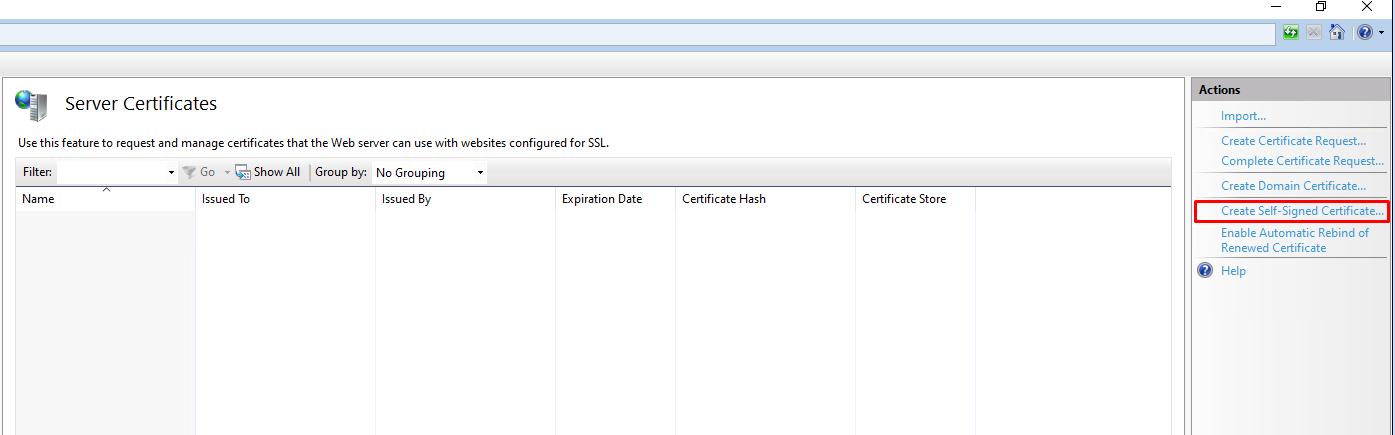 Server Certificates
Use this feature to request and manage certificates that the Web server can use with websites configured for SSL.
Filter: Go Show All Group by: No Grouping
Name Issued To Issued By Expiration Date Certificate Hash Certificate Store
Actions
Import...
Create Certificate Request...
Complete Certificate Request...
Create Domain Certificate...
Create Self-Signed Certificate...
Enable Automatic Rebind of
Renewed Certificate
Help